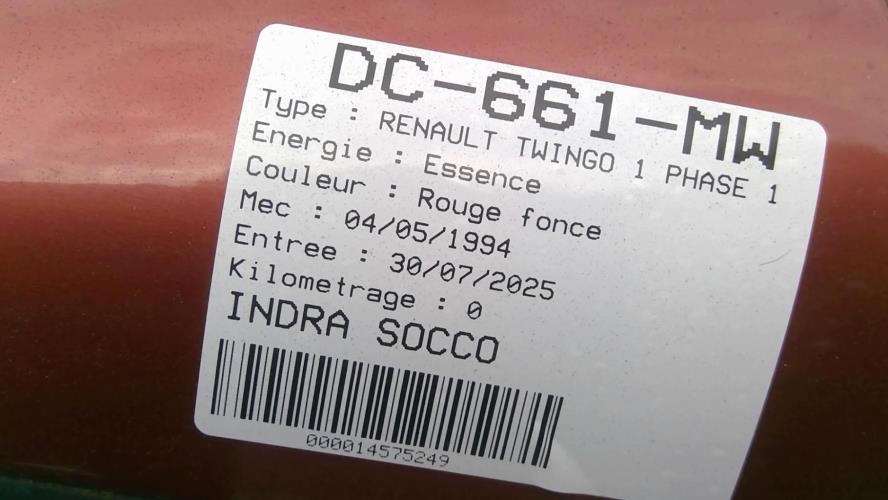 DC-661-MW
Type : RENAULT TWINGO 1 PHASE 1
Energie : Essence
Couleur : Rouge fonce
Mec : 04/05/1994
Entree : 30/07/2025
Kilometrage : 0
INDRA SOCCO
000014575249